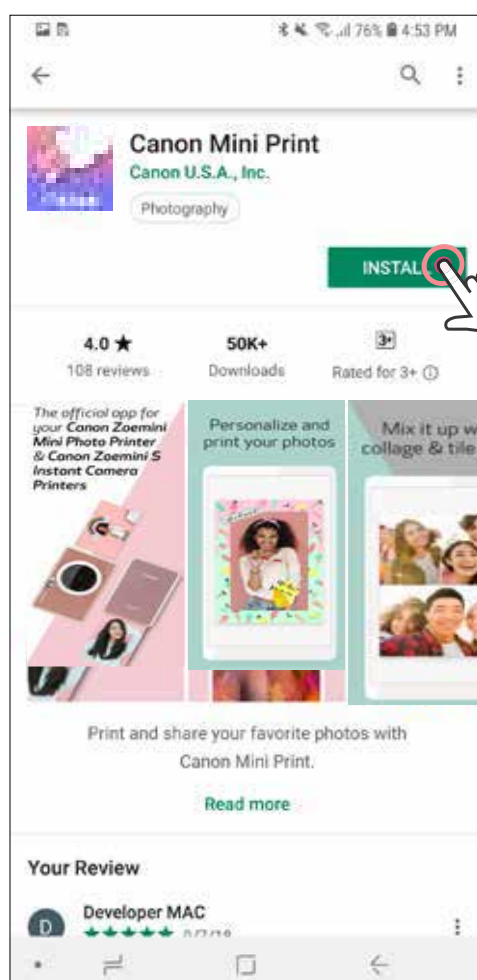 76% 4:53 PM
Canon Mini Print
Canon U.S.A., Inc.
Photography
INSTAL
4.0 ★
108 reviews
50K+
Downloads
3+
Rated for 3+
The official app for
your Canon Zoemini
Mini Photo Printer
& Canon Zoemini S
Instant Camera
Printers
Personalize and
print your photos
Mix it up w
collage & tile
Print and share your favorite photos with
Canon Mini Print.
Read more
Your Review
D
Developer MAC